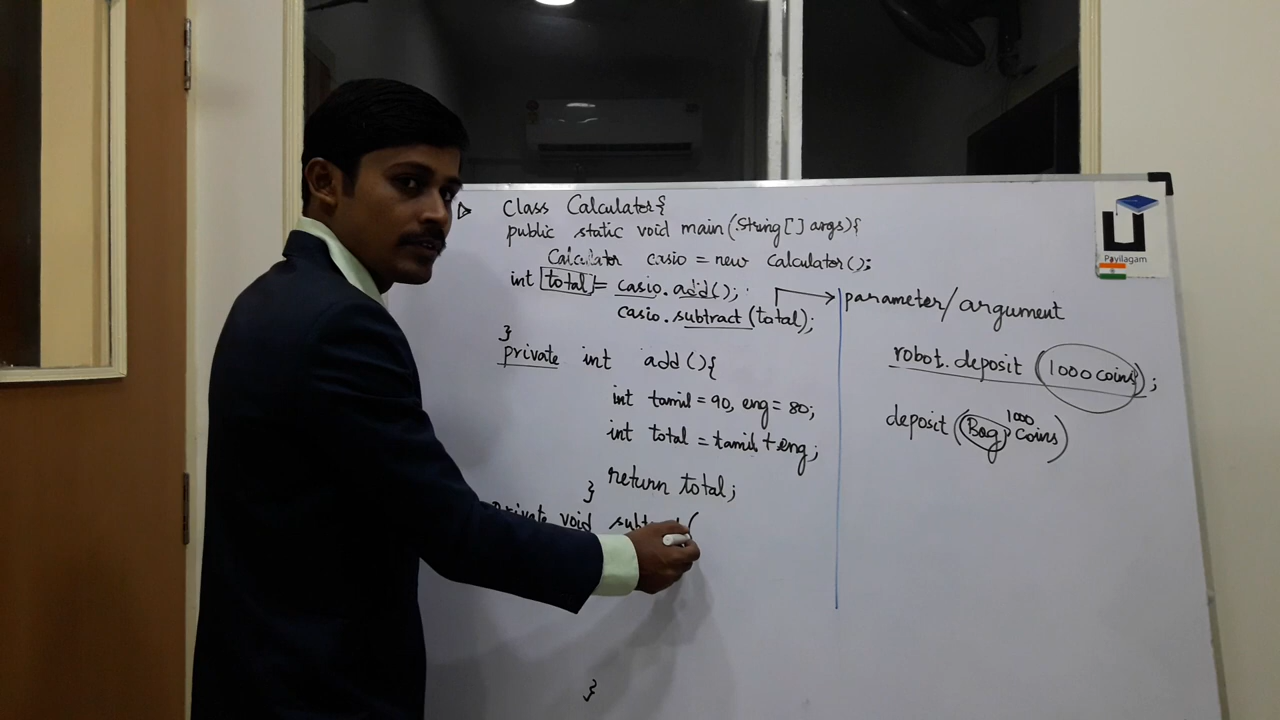 Class Calculator{
public static void main(String[] args){
Calculator casio = new Calculator();
int total = casio.add();
casio.subtract(total);
}
private int add(){
int tamil = 90, eng = 80;
int total = tamil + eng;
return total;
}
private void subtract(
}
parameter/argument
robot.deposit (1000 coins);
deposit (Bag 1000 Coins)
Payilagam